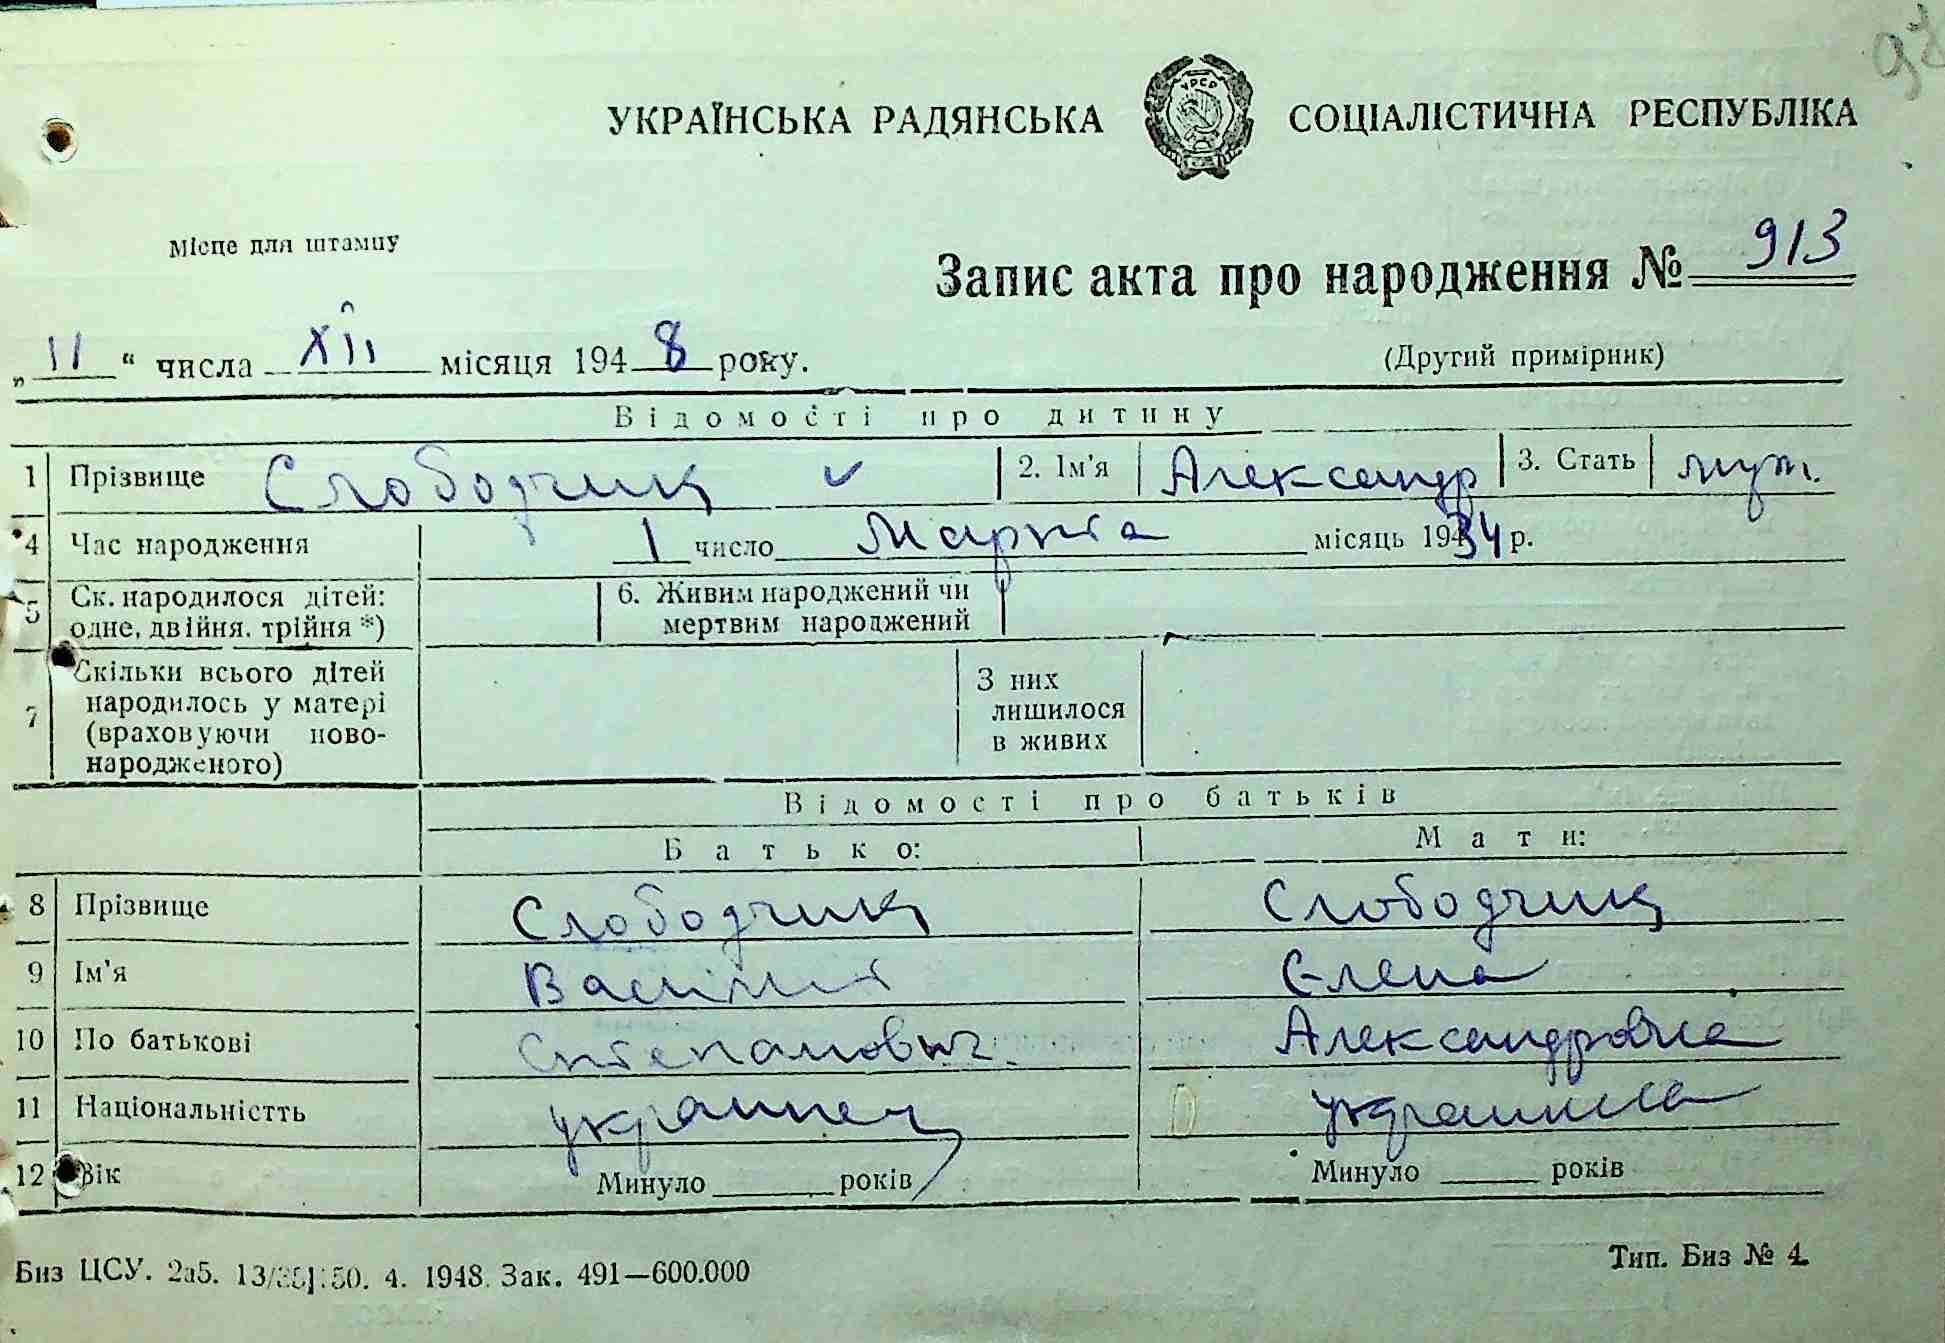 97
УКРАЇНСЬКА РАДЯНСЬКА СОЦІАЛІСТИЧНА РЕСПУБЛІКА
УРСР
Місце для штампу
Запис акта про народження № 913
„11“ числа XII місяця 1948 року.
(Другий примірник)
Відомості про дитину
1 Прізвище Слободчик 2. Ім'я Александр 3. Стать муж.
4 Час народження 1 число Марта місяць 1934 р.
5 Ск. народилося дітей: одне, двійня, трійня *) 6. Живим народжений чи мертвим народжений
7 Скільки всього дітей народилось у матері (враховуючи новонародженого) З них лишилося в живих
Відомості про батьків
Батько: Мати:
8 Прізвище Слободчик Слободчик
9 Ім'я Василий Елена
10 По батькові Степанович. Александровна
11 Національністть украинец украинка
12 Вік Минуло років Минуло років
Биз ЦСУ. 2а5. 4. 1948. Зак. 491—600.000
Тип. Биз № 4